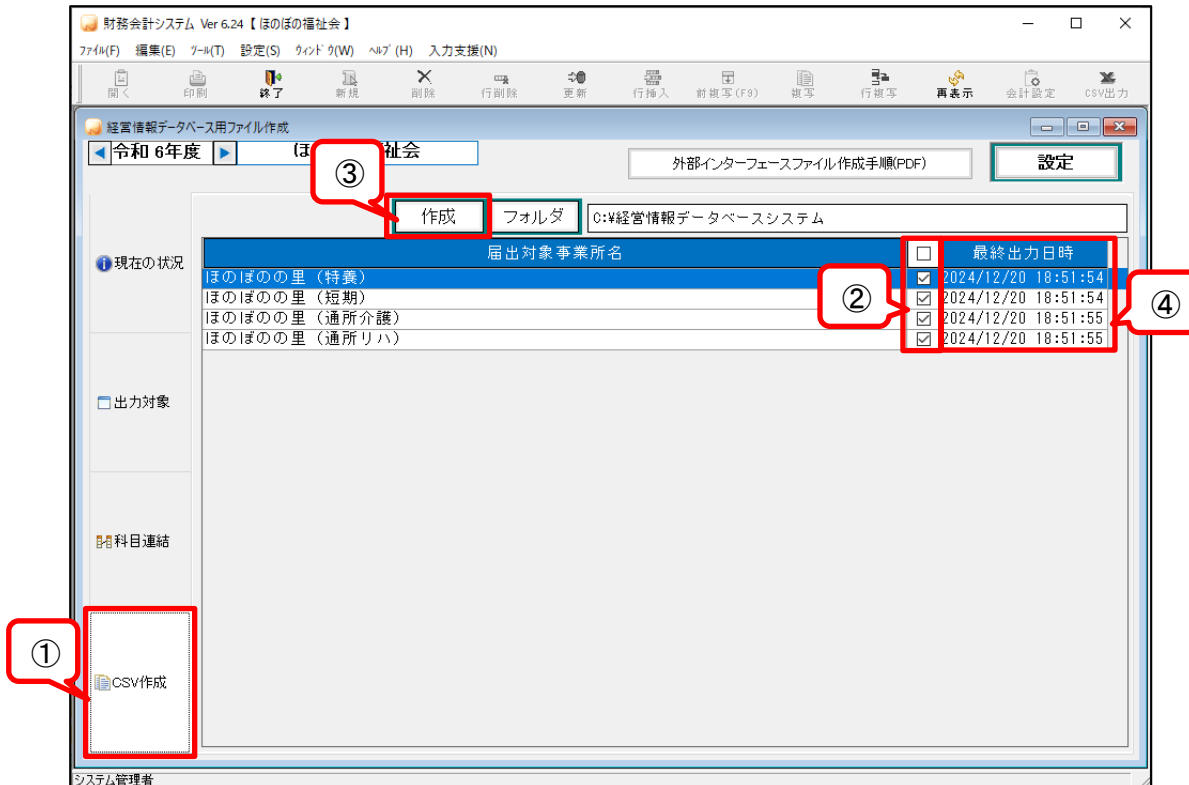 財務会計システム Ver 6.24【 ほのぼの福祉会 】
ファイル(F) 編集(E) ツール(T) 設定(S) ウィンドウ(W) ヘルプ(H) 入力支援(N)
開く 印刷 終了 新規 削除 行削除 更新 行挿入 前複写(F9) 複写 行複写 再表示 会計設定 CSV出力
経営情報データベース用ファイル作成
令和 6年度 ほ 祉会 外部インターフェースファイル作成手順(PDF) 設定
③
作成 フォルダ C:¥経営情報データベースシステム
届出対象事業所名 最終出力日時
ほのぼのの里（特養） 2024/12/20 18:51:54
ほのぼのの里（短期） 2024/12/20 18:51:54
ほのぼのの里（通所介護） 2024/12/20 18:51:55
ほのぼのの里（通所リハ） 2024/12/20 18:51:55
②
④
現在の状況
出力対象
科目連結
①
CSV作成
システム管理者